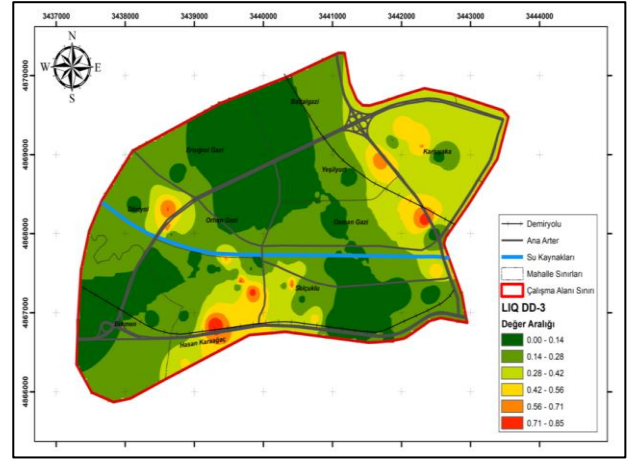 3437000 3438000 3439000 3440000 3441000 3442000 3443000 3444000
N
W E
S
4870000
4869000
4868000
4867000
4866000
Ertuğrul Gazi
Yeşilyurt
Karapaka
Orhan Gazi
Osman Gazi
Selçuklu
Hasan Karaağaç
Demiryolu
Ana Arter
Su Kaynakları
Mahalle Sınırları
Çalışma Alanı Sınırı
LIQ DD-3
Değer Aralığı
0.00 - 0.14
0.14 - 0.28
0.28 - 0.42
0.42 - 0.56
0.56 - 0.71
0.71 - 0.85